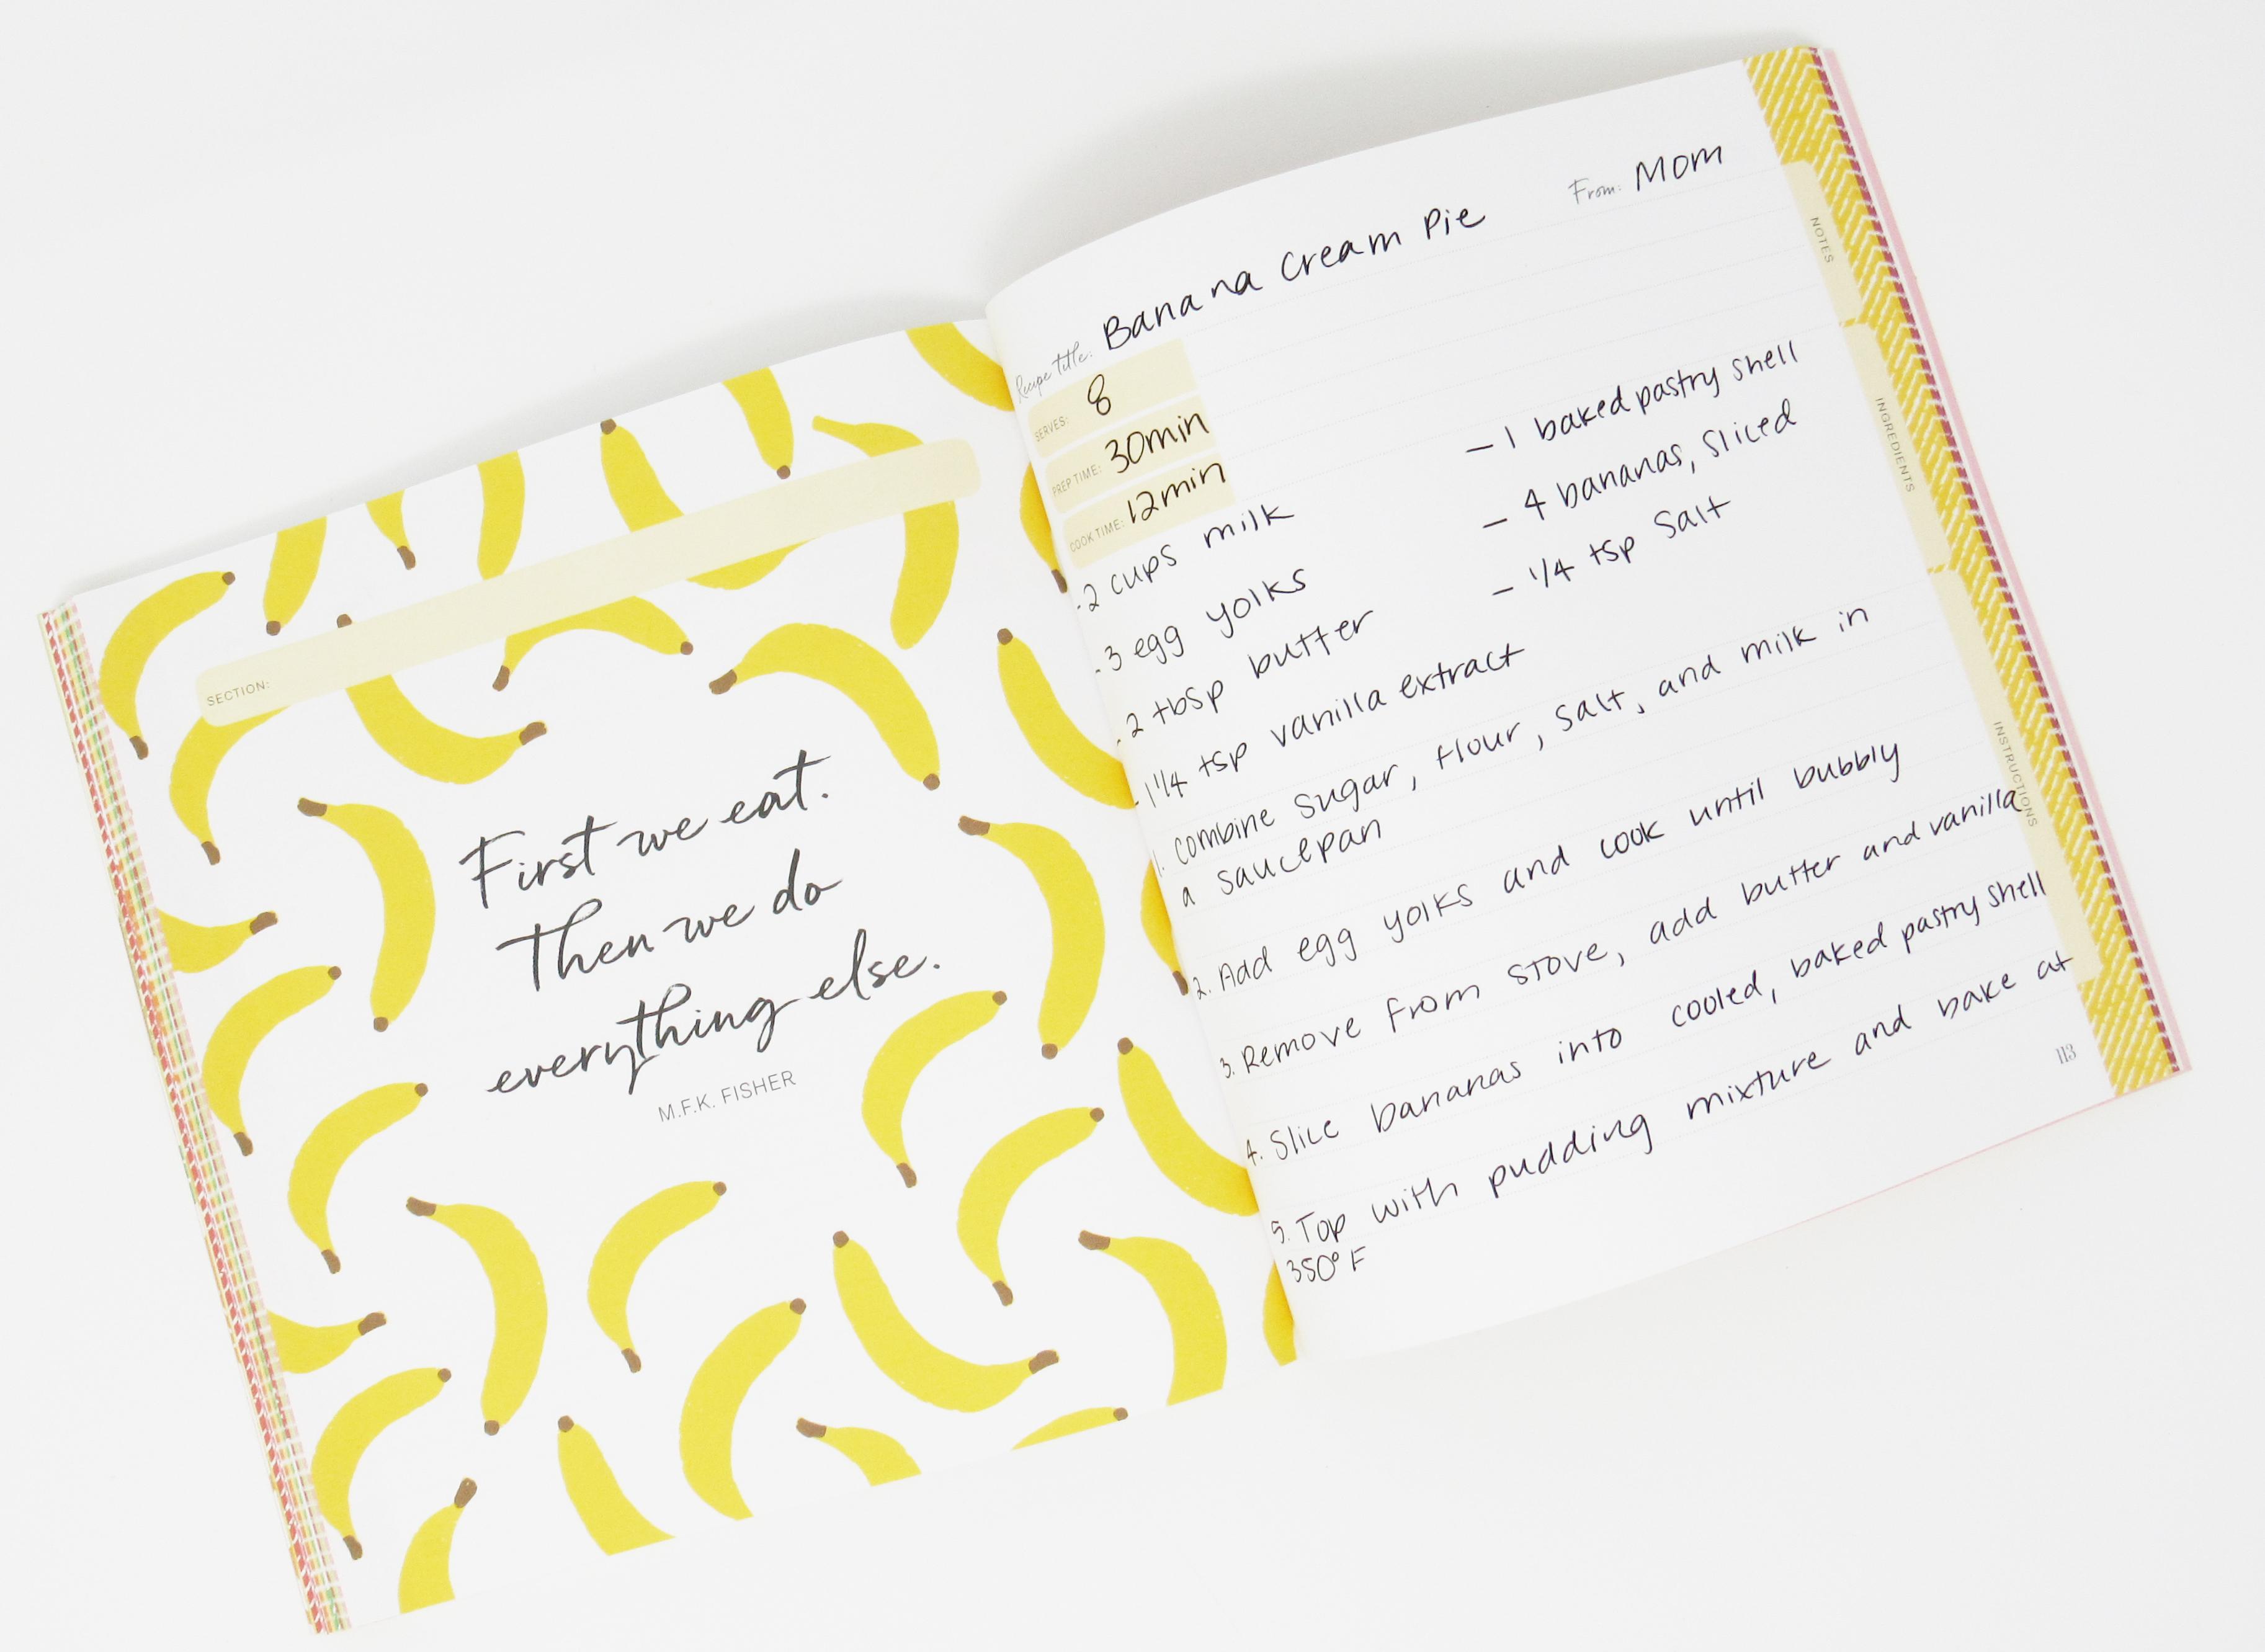 SECTION:
First we eat.
Then we do
everything else.
M.F.K. FISHER
From: Mom
Recipe Title: Banana Cream Pie
SERVES: 8
PREP TIME: 30min
COOK TIME: 12min
-2 cups milk
-3 egg yolks
-2 tbsp butter
-1 1/4 tsp vanilla extract
- 1 baked pastry shell
- 4 bananas, sliced
- 1/4 tsp salt
1. Combine sugar, flour, salt, and milk in
a saucepan
2. Add egg yolks and cook until bubbly
3. Remove from stove, add butter and vanilla
4. Slice bananas into cooled, baked pastry shell
5. Top with pudding mixture and bake at
350° F
NOTES
INGREDIENTS
INSTRUCTIONS
113